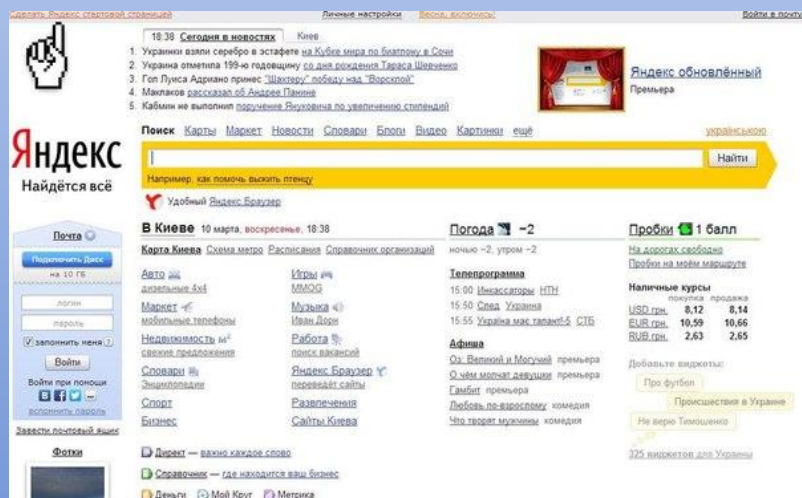 Сделать Яндекс стартовой страницей
Личные настройки
Весна, включись!
Войти в почту
18:38 Сегодня в новостях Киев
1. Украинки взяли серебро в эстафете на Кубке мира по биатлону в Сочи
2. Украина отметила 199-ю годовщину со дня рождения Тараса Шевченко
3. Гол Луиса Адриано принес "Шахтеру" победу над "Ворсклой"
4. Маклаков рассказал об Андрее Панине
5. Кабмин не выполнил поручение Януковича по увеличению стипендий
Яндекс обновлённый
Премьера
Поиск Карты Маркет Новости Словари Блоги Видео Картинки ещё
українською
Яндекс
Найдётся всё
Найти
Например, как помочь выжить птенцу
Удобный Яндекс.Браузер
Почта
Подключить Диск
на 10 ГБ
логин
пароль
запомнить меня ?
Войти
Войти при помощи
вспомнить пароль
Завести почтовый ящик
Фотки
В Киеве 10 марта, воскресенье, 18:38
Карта Киева Схема метро Расписания Справочник организаций
Авто
дизельные 4x4
Маркет
мобильные телефоны
Недвижимость м²
свежие предложения
Словари
Энциклопедии
Спорт
Бизнес
Игры
MMOG
Музыка
Иван Дорн
Работа
поиск вакансий
Яндекс.Браузер
переведёт сайты
Развлечения
Сайты Киева
Директ — важно каждое слово
Справочник — где находится ваш бизнес
Деньги Мой Круг Метрика
Погода −2
ночью −2, утром −2
Телепрограмма
15:00 Инкассаторы НТН
15:50 След Украина
15:55 Україна має талант!-5 СТБ
Афиша
Оз: Великий и Могучий премьера
О чём молчат девушки премьера
Гамбит премьера
Любовь по-взрослому комедия
Что творят мужчины комедия
Пробки 1 балл
На дорогах свободно
Пробки на моём маршруте
Наличные курсы
покупка продажа
USD грн. 8,12 8,14
EUR грн. 10,59 10,66
RUB грн. 2,63 2,65
Добавьте виджеты:
Про футбол
Происшествия в Украине
Не верю Тимошенко
325 виджетов для Украины